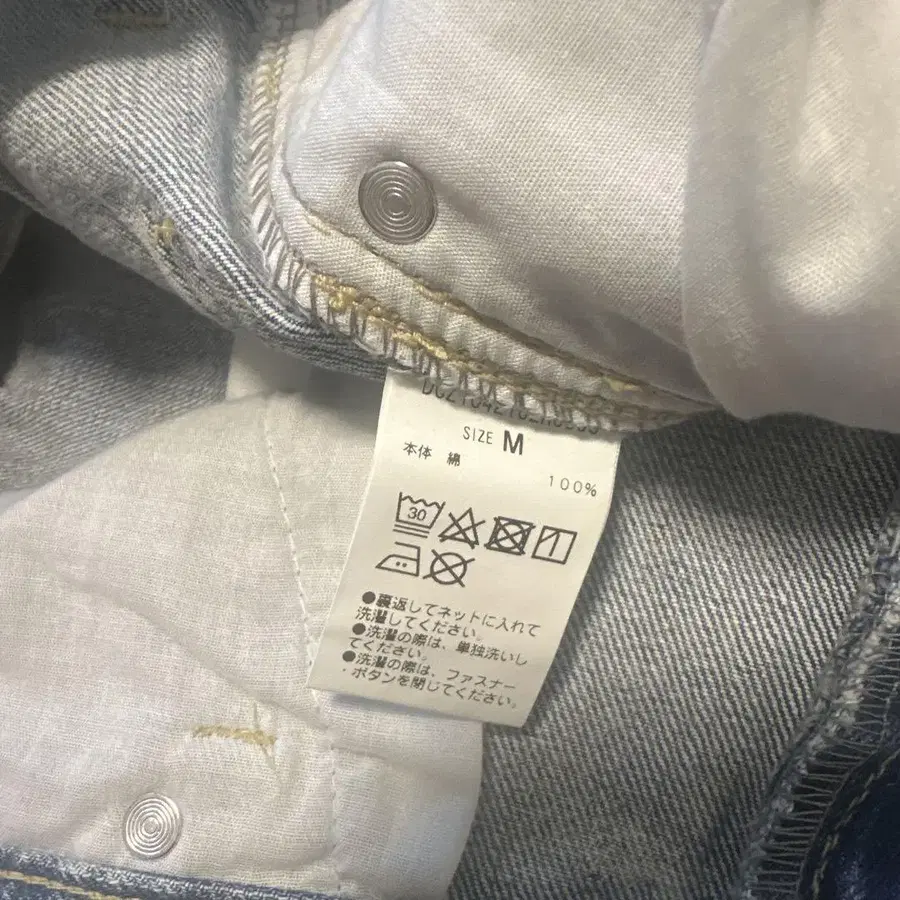 SIZE M
本体 綿
100%
30
●裏返してネットに入れて
洗濯してください。
●洗濯の際は、単独洗いし
てください。
●洗濯の際は、ファスナー
・ボタンを閉じてください。